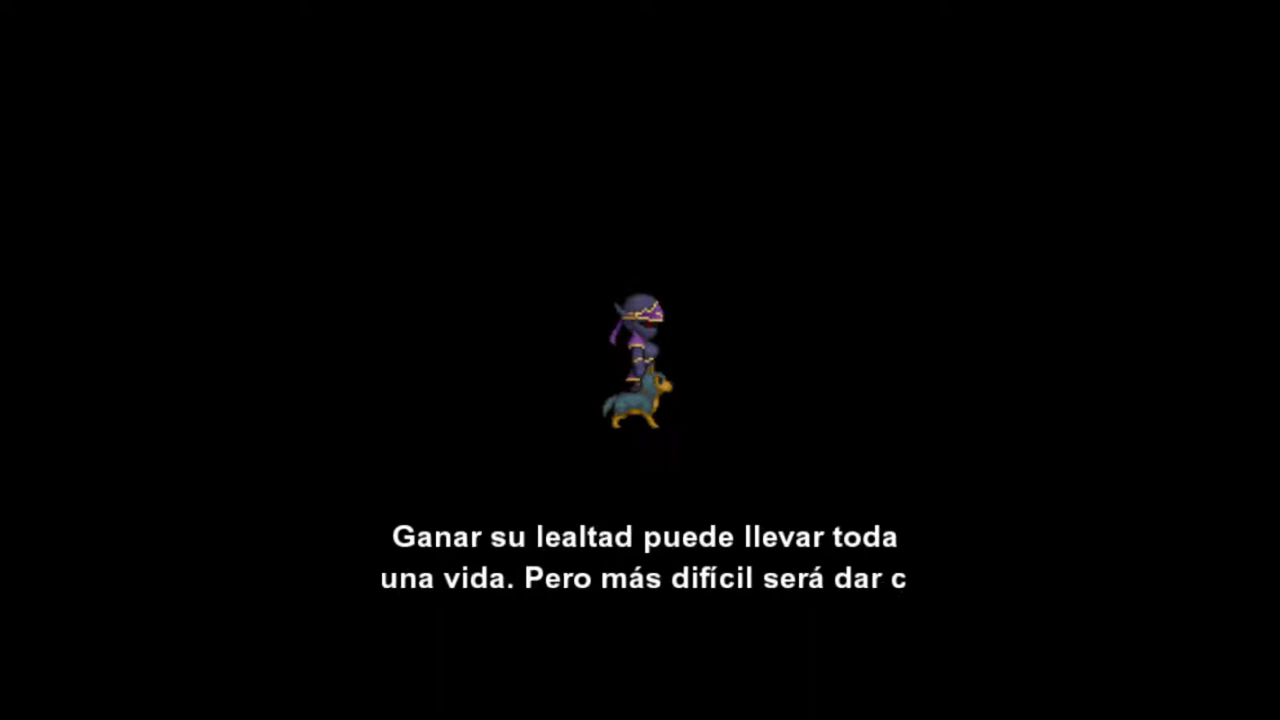 Ganar su lealtad puede llevar toda
una vida. Pero más difícil será dar c